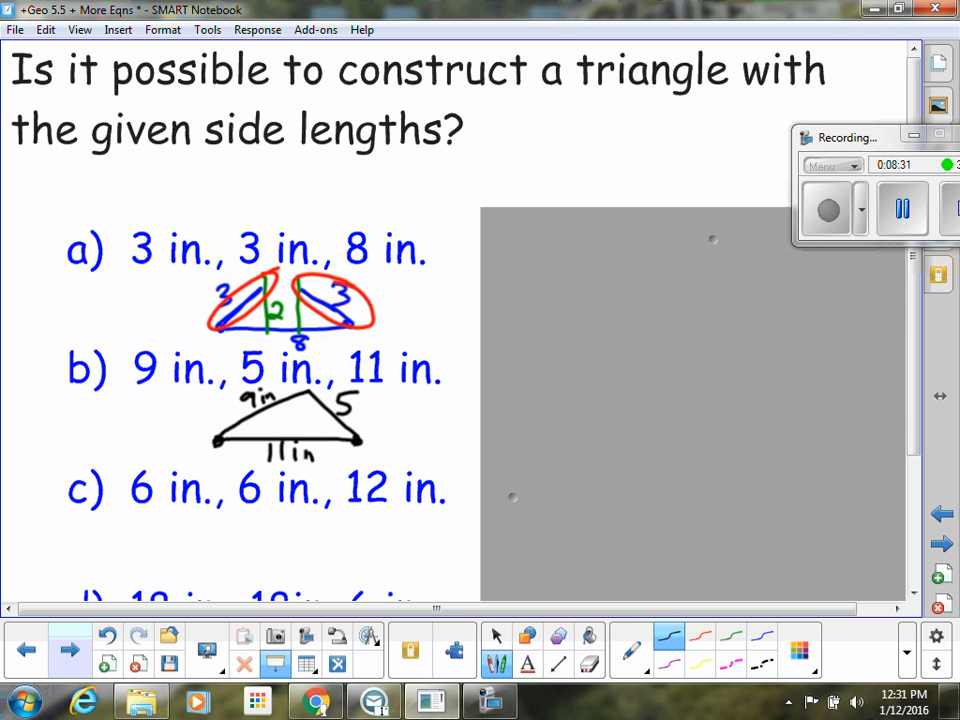 +Geo 5.5 + More Eqns * - SMART Notebook
File Edit View Insert Format Tools Response Add-ons Help
Is it possible to construct a triangle with
the given side lengths?
Recording...
Menu
0:08:31
a) 3 in., 3 in., 8 in.
3 2 3
8
b) 9 in., 5 in., 11 in.
9in 5
11in
c) 6 in., 6 in., 12 in.
A
12:31 PM
1/12/2016